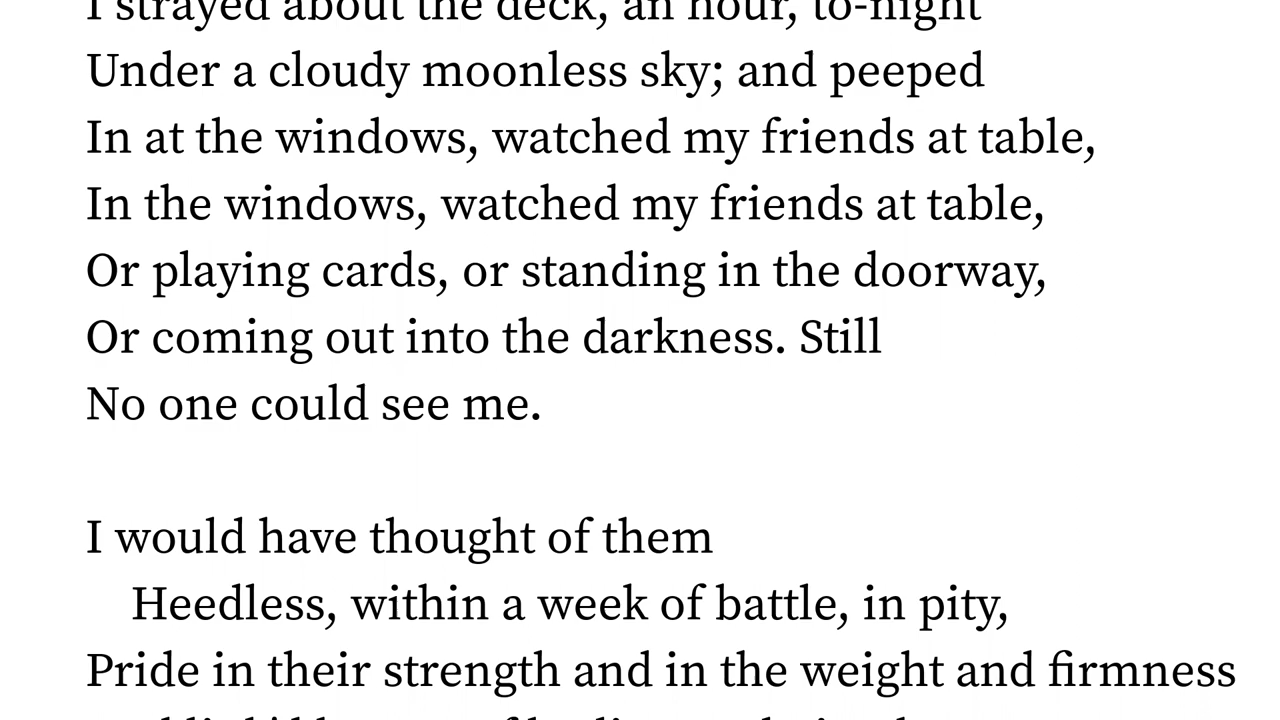 I strayed about the deck, an hour, to-night
Under a cloudy moonless sky; and peeped
In at the windows, watched my friends at table,
In the windows, watched my friends at table,
Or playing cards, or standing in the doorway,
Or coming out into the darkness. Still
No one could see me.
I would have thought of them
Heedless, within a week of battle, in pity,
Pride in their strength and in the weight and firmness